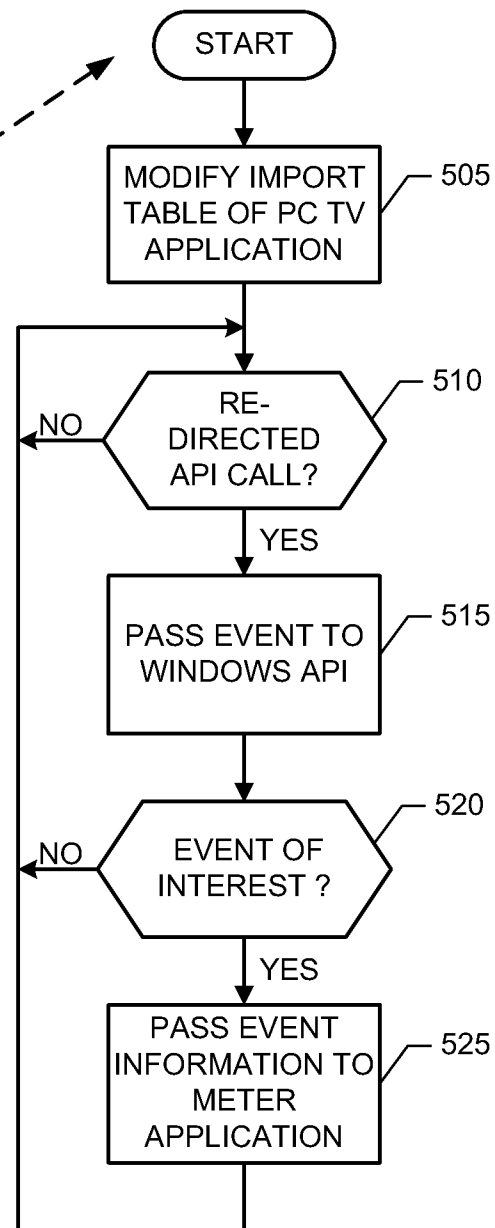 START
MODIFY IMPORT
TABLE OF PC TV
APPLICATION
505
RE-
DIRECTED
API CALL?
510
NO
YES
PASS EVENT TO
WINDOWS API
515
EVENT OF
INTEREST ?
520
NO
YES
PASS EVENT
INFORMATION TO
METER
APPLICATION
525